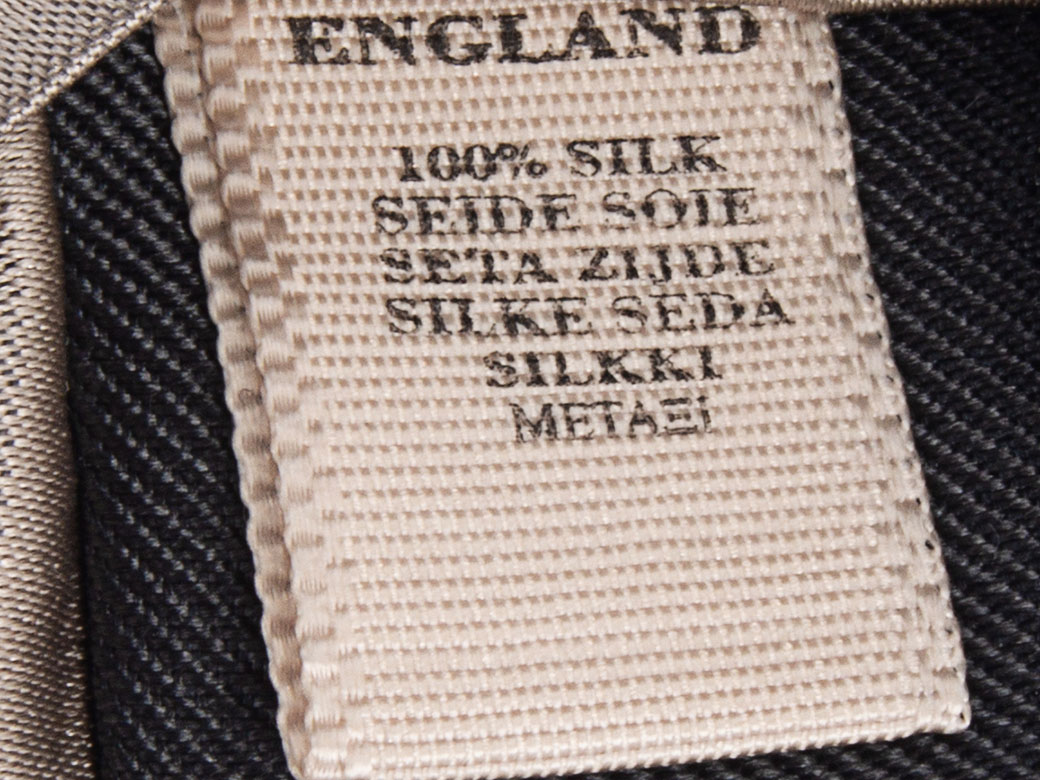 ENGLAND
100% SILK
SEIDE SOIE
SETA ZIJDE
SILKE SEDA
SILKKI
ΜΕΤΑΞΙ